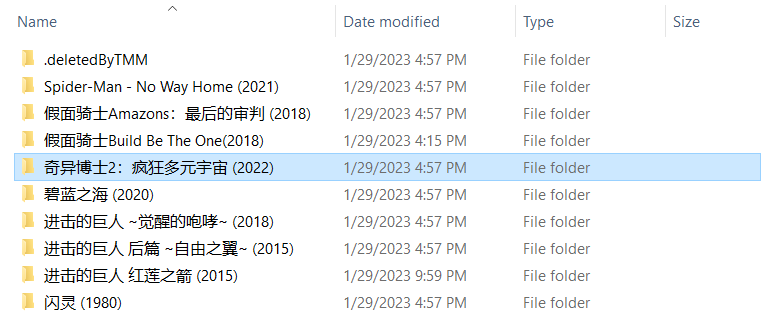 Name Date modified Type Size
.deletedByTMM 1/29/2023 4:57 PM File folder
Spider-Man - No Way Home (2021) 1/29/2023 4:57 PM File folder
假面骑士Amazons：最后的审判 (2018) 1/29/2023 4:57 PM File folder
假面骑士Build Be The One(2018) 1/29/2023 4:15 PM File folder
奇异博士2：疯狂多元宇宙 (2022) 1/29/2023 4:57 PM File folder
碧蓝之海 (2020) 1/29/2023 4:57 PM File folder
进击的巨人 ~觉醒的咆哮~ (2018) 1/29/2023 4:57 PM File folder
进击的巨人 后篇 ~自由之翼~ (2015) 1/29/2023 4:57 PM File folder
进击的巨人 红莲之箭 (2015) 1/29/2023 9:59 PM File folder
闪灵 (1980) 1/29/2023 4:57 PM File folder